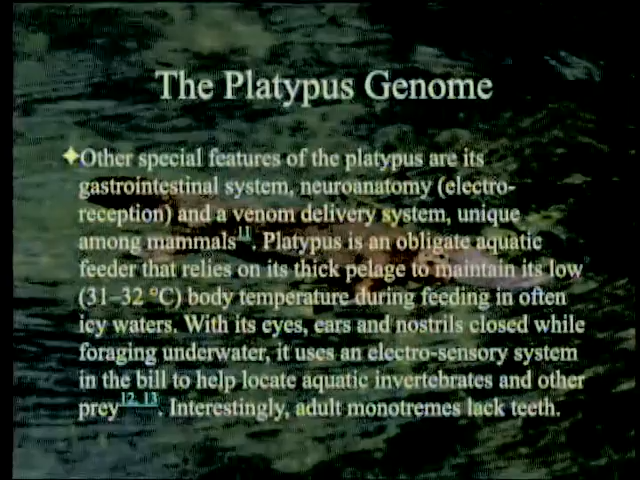 The Platypus Genome
Other special features of the platypus are its
gastrointestinal system, neuroanatomy (electro-
reception) and a venom delivery system, unique
among mammals11. Platypus is an obligate aquatic
feeder that relies on its thick pelage to maintain its low
(31–32 °C) body temperature during feeding in often
icy waters. With its eyes, ears and nostrils closed while
foraging underwater, it uses an electro-sensory system
in the bill to help locate aquatic invertebrates and other
prey12, 13. Interestingly, adult monotremes lack teeth.